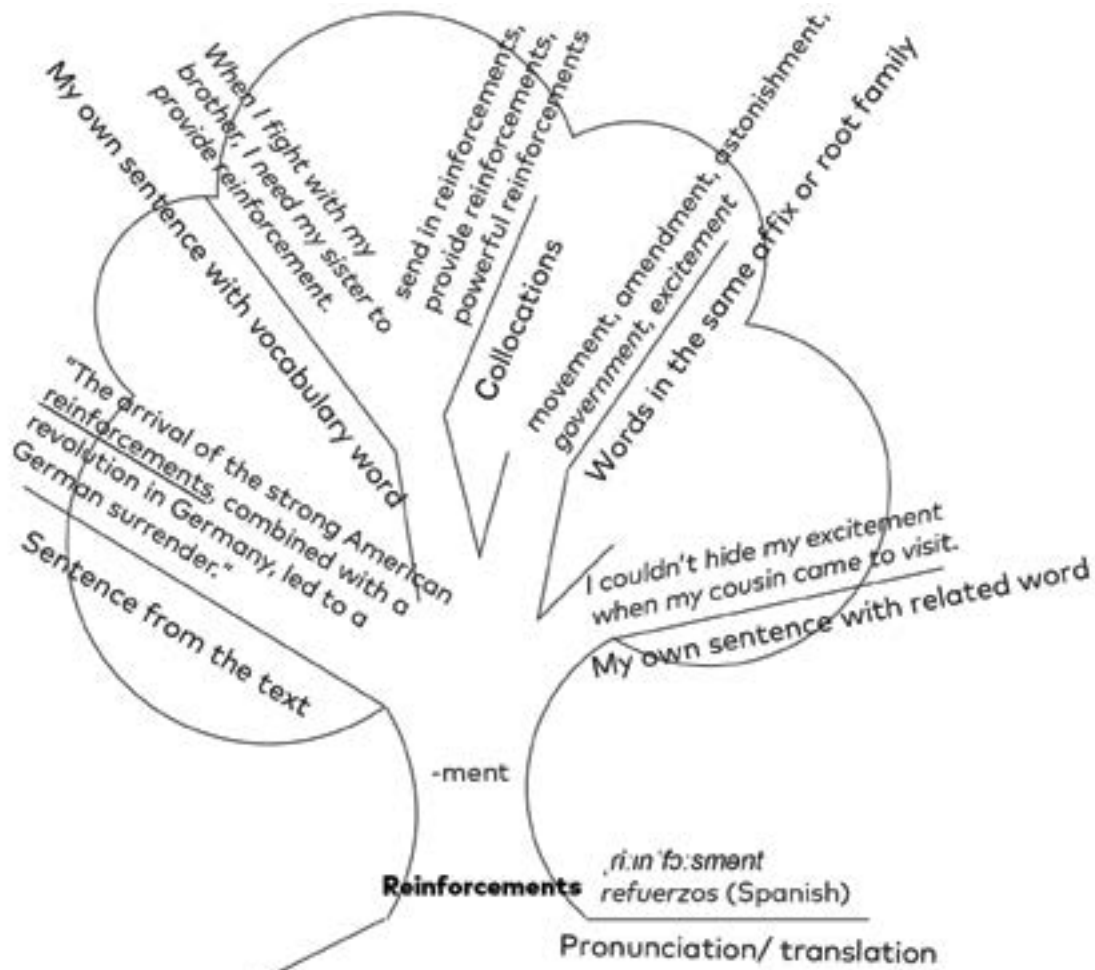 My own sentence with vocabulary word
When I fight with my
brother, I need my sister to
provide reinforcement.
send in reinforcements,
provide reinforcements,
powerful reinforcements
Collocations
movement, amendment, astonishment,
government, excitement
Words in the same affix or root family
"The arrival of the strong American
reinforcements, combined with a
revolution in Germany, led to a
German surrender."
Sentence from the text
I couldn't hide my excitement
when my cousin came to visit.
My own sentence with related word
-ment
Reinforcements
ˌriːɪnˈfɔːsmənt
refuerzos (Spanish)
Pronunciation/ translation